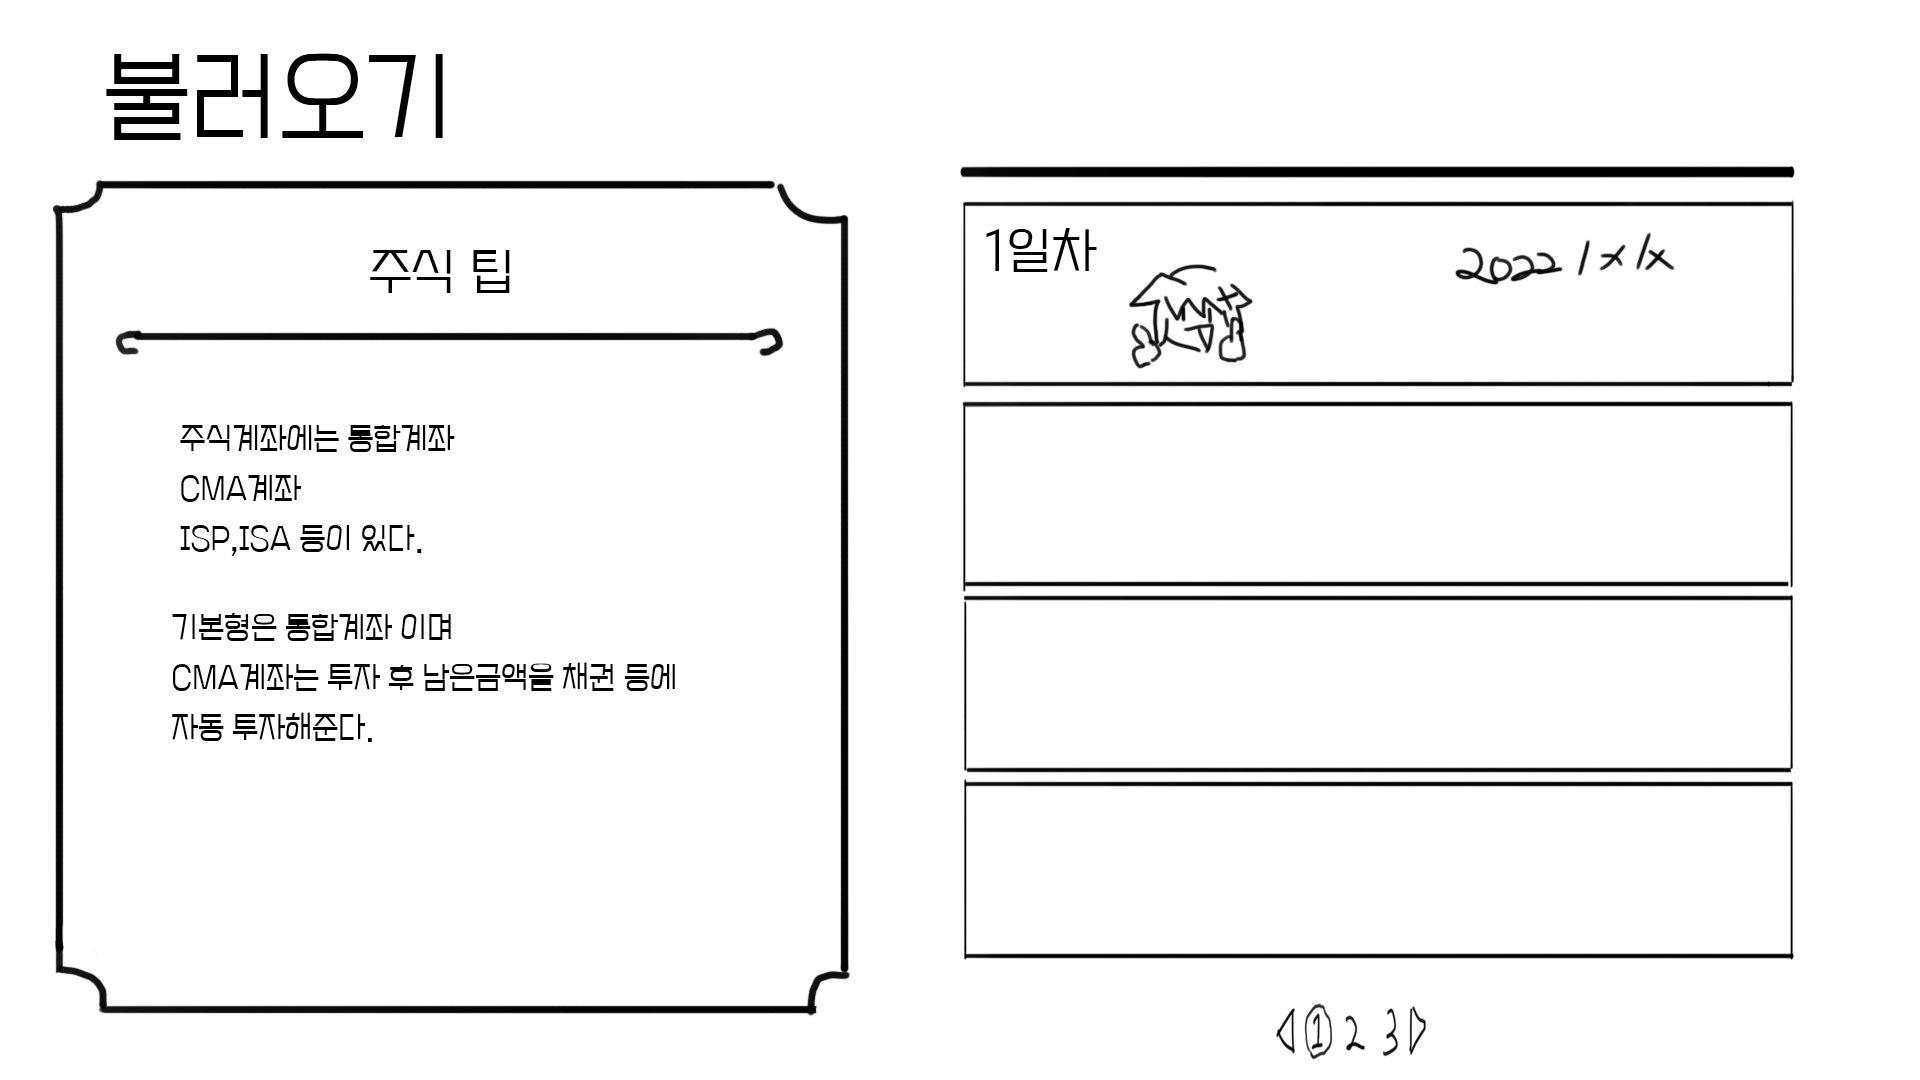 불러오기
주식 팁
주식계좌에는 통합계좌
CMA계좌
ISP,ISA 등이 있다.
기본형은 통합계좌 이며
CMA계좌는 투자 후 남은금액을 채권 등에
자동 투자해준다.
1일차
2022 / x / x
◁ ① 2 3 ▷